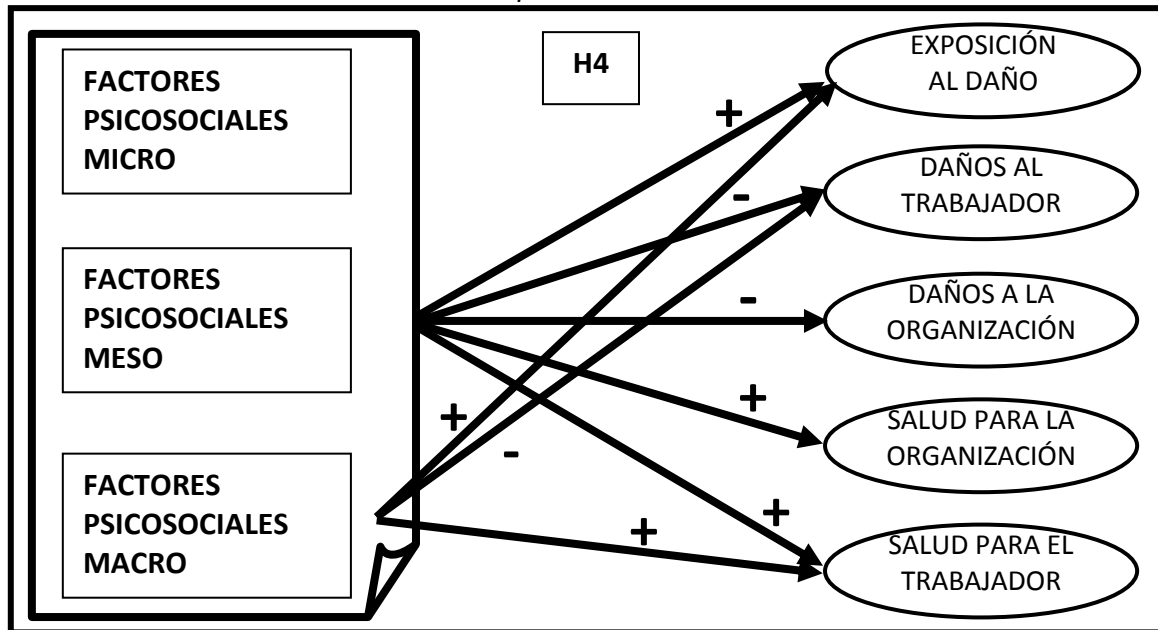 FACTORES
PSICOSOCIALES
MICRO
FACTORES
PSICOSOCIALES
MESO
FACTORES
PSICOSOCIALES
MACRO
H4
+
-
-
+
+
+
-
+
EXPOSICIÓN
AL DAÑO
DAÑOS AL
TRABAJADOR
DAÑOS A LA
ORGANIZACIÓN
SALUD PARA LA
ORGANIZACIÓN
SALUD PARA EL
TRABAJADOR